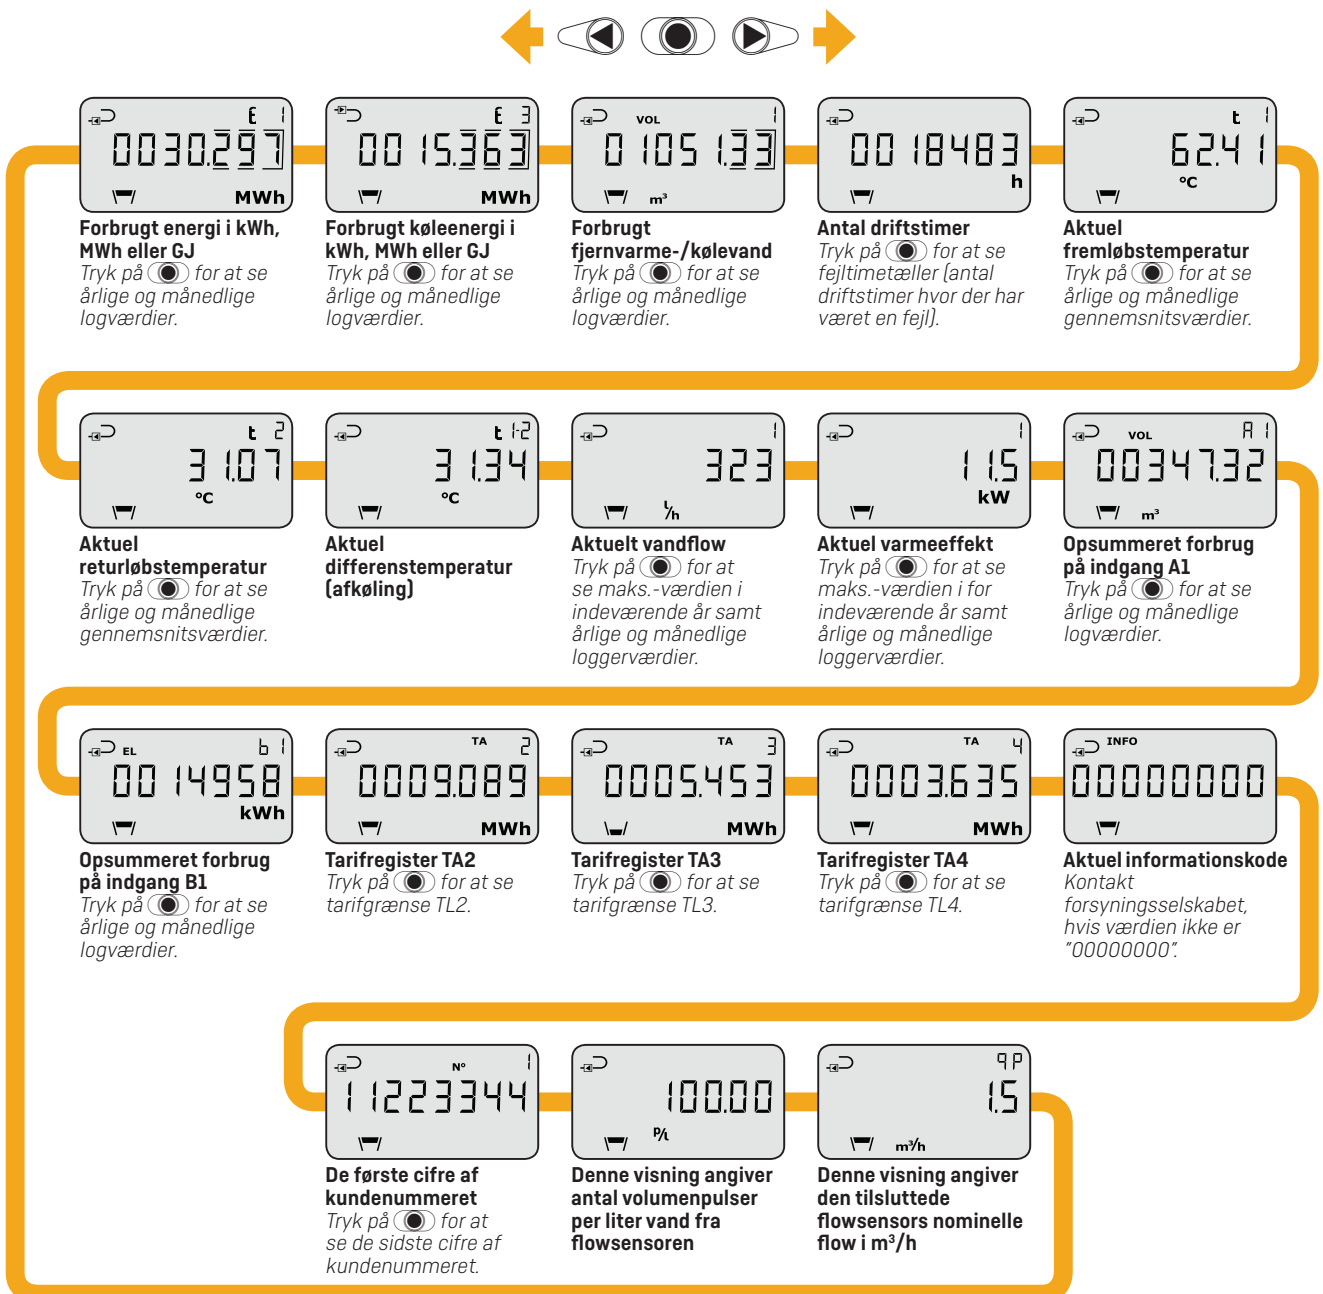 E 1
0030.297
MWh
Forbrugt energi i kWh,
MWh eller GJ
Tryk på for at se
årlige og månedlige
logværdier.
E 3
0015.363
MWh
Forbrugt køleenergi i
kWh, MWh eller GJ
Tryk på for at se
årlige og månedlige
logværdier.
VOL 1
01051.33
m³
Forbrugt
fjernvarme-/kølevand
Tryk på for at se
årlige og månedlige
logværdier.
0018483
h
Antal driftstimer
Tryk på for at se
fejltimetæller (antal
driftstimer hvor der har
været en fejl).
t 1
62.41
°C
Aktuel
fremløbstemperatur
Tryk på for at se
årlige og månedlige
gennemsnitsværdier.
t 2
31.07
°C
Aktuel
returløbstemperatur
Tryk på for at se
årlige og månedlige
gennemsnitsværdier.
t 1-2
31.34
°C
Aktuel
differenstemperatur
(afkøling)
1
323
l/h
Aktuelt vandflow
Tryk på for at
se maks.-værdien i
indeværende år samt
årlige og månedlige
loggerværdier.
1
11.5
kW
Aktuel varmeeffekt
Tryk på for at se
maks.-værdien i for
indeværende år samt
årlige og månedlige
loggerværdier.
VOL A1
00347.32
m³
Opsummeret forbrug
på indgang A1
Tryk på for at se
årlige og månedlige
logværdier.
EL b1
0014958
kWh
Opsummeret forbrug
på indgang B1
Tryk på for at se
årlige og månedlige
logværdier.
TA 2
0009.089
MWh
Tarifregister TA2
Tryk på for at se
tarifgrænse TL2.
TA 3
0005.453
MWh
Tarifregister TA3
Tryk på for at se
tarifgrænse TL3.
TA 4
0003.635
MWh
Tarifregister TA4
Tryk på for at se
tarifgrænse TL4.
INFO
00000000
Aktuel informationskode
Kontakt
forsyningsselskabet,
hvis værdien ikke er
"00000000".
N° 1
11223344
De første cifre af
kundenummeret
Tryk på for at
se de sidste cifre af
kundenummeret.
100.00
p/l
Denne visning angiver
antal volumenpulser
per liter vand fra
flowsensoren
qP
1.5
m³/h
Denne visning angiver
den tilsluttede
flowsensors nominelle
flow i m³/h